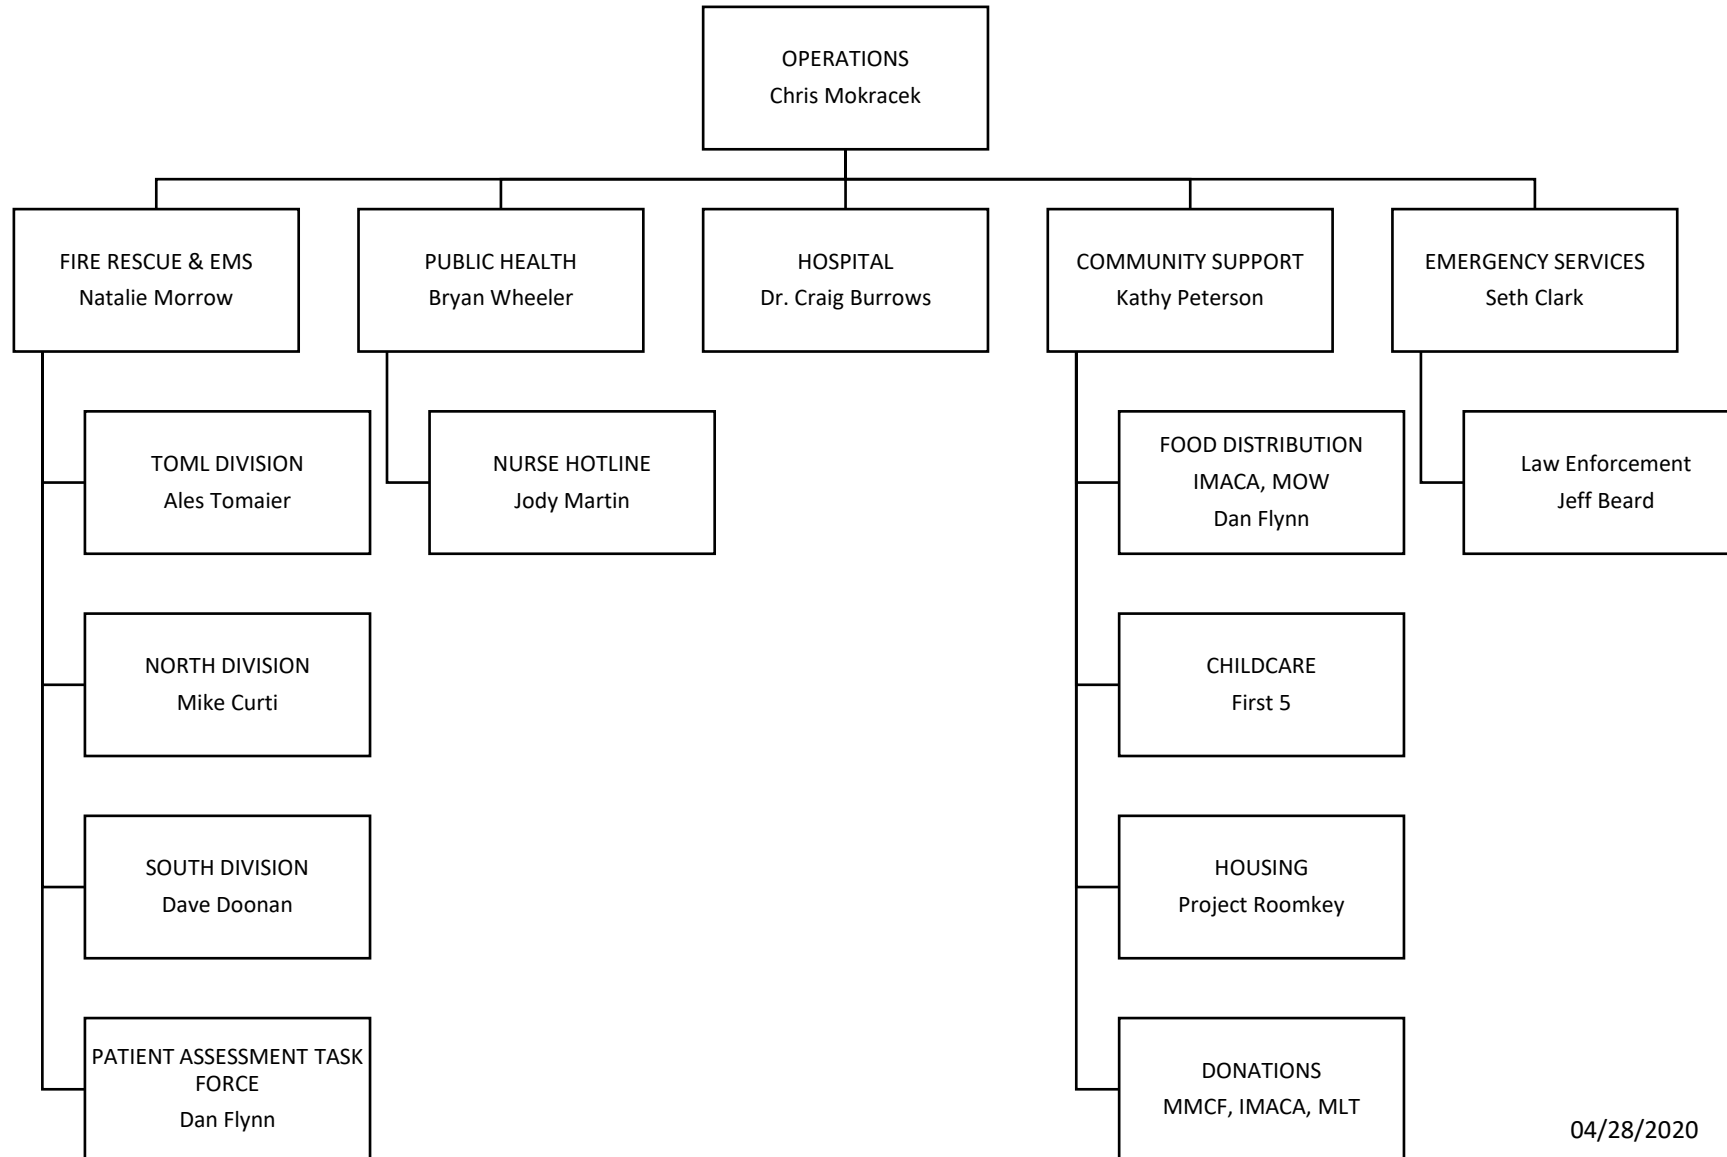 OPERATIONS
Chris Mokracek
FIRE RESCUE & EMS
Natalie Morrow
PUBLIC HEALTH
Bryan Wheeler
HOSPITAL
Dr. Craig Burrows
COMMUNITY SUPPORT
Kathy Peterson
EMERGENCY SERVICES
Seth Clark
TOML DIVISION
Ales Tomaier
NURSE HOTLINE
Jody Martin
FOOD DISTRIBUTION
IMACA, MOW
Dan Flynn
Law Enforcement
Jeff Beard
NORTH DIVISION
Mike Curti
CHILDCARE
First 5
SOUTH DIVISION
Dave Doonan
HOUSING
Project Roomkey
PATIENT ASSESSMENT TASK
FORCE
Dan Flynn
DONATIONS
MMCF, IMACA, MLT
04/28/2020